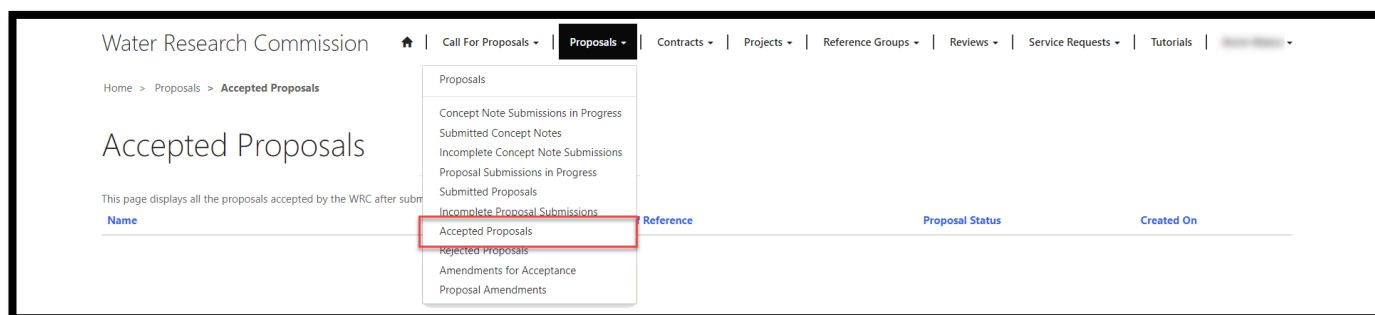 Water Research Commission | Call For Proposals | Proposals | Contracts | Projects | Reference Groups | Reviews | Service Requests | Tutorials |
Home > Proposals > Accepted Proposals
Accepted Proposals
This page displays all the proposals accepted by the WRC after
Name Reference Proposal Status Created On
Proposals
Concept Note Submissions in Progress
Submitted Concept Notes
Incomplete Concept Note Submissions
Proposal Submissions in Progress
Submitted Proposals
Incomplete Proposal Submissions
Accepted Proposals
Rejected Proposals
Amendments for Acceptance
Proposal Amendments